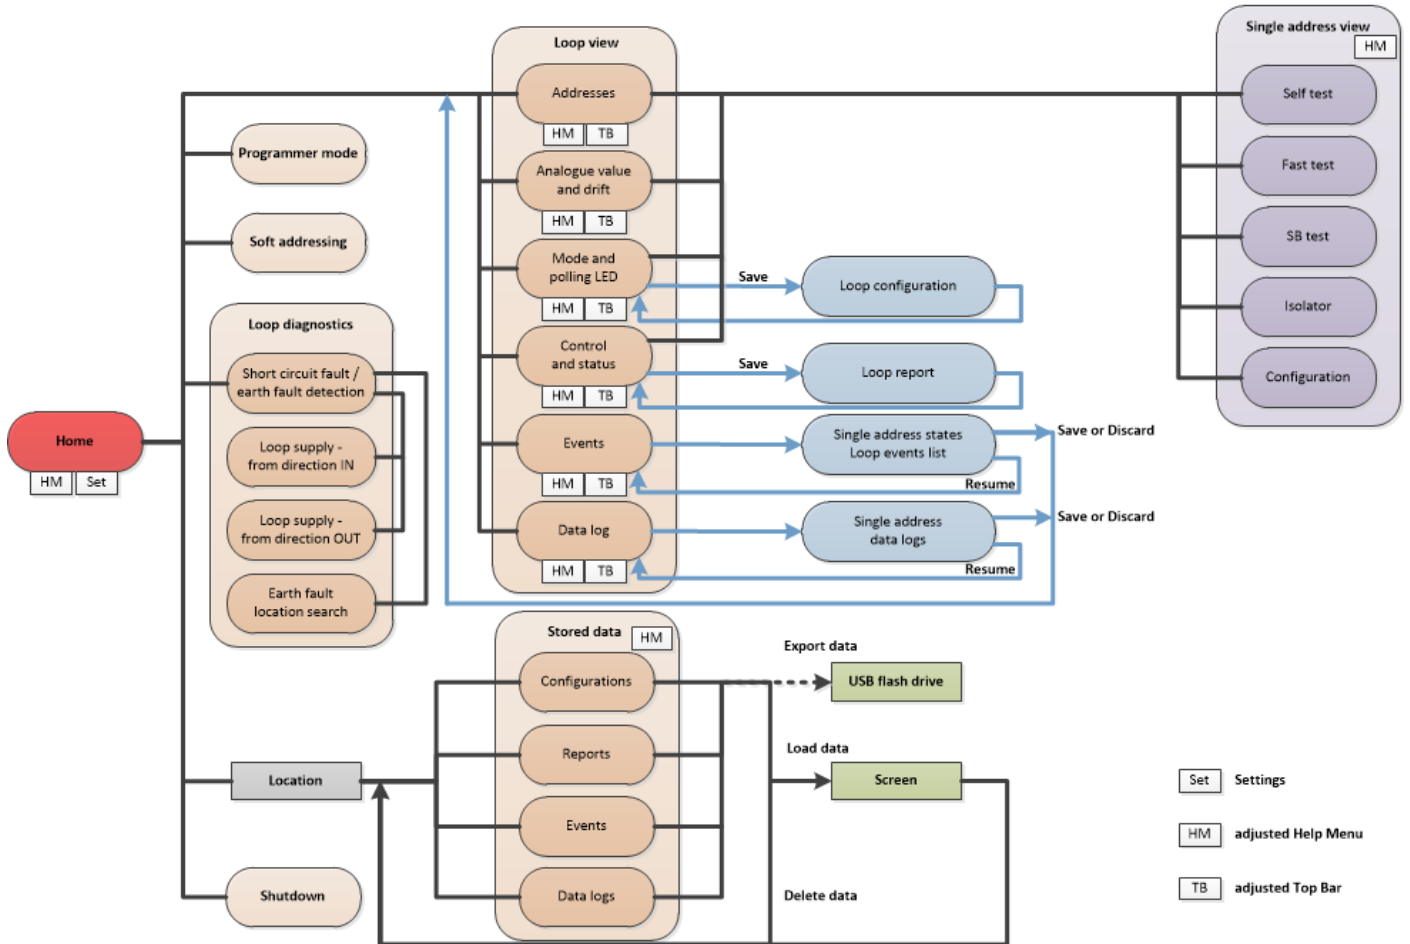 Home
HM
Set
Programmer mode
Soft addressing
Loop diagnostics
Short circuit fault /
earth fault detection
Loop supply -
from direction IN
Loop supply -
from direction OUT
Earth fault
location search
Location
Shutdown
Loop view
Addresses
HM
TB
Analogue value
and drift
HM
TB
Mode and
polling LED
HM
TB
Control
and status
HM
TB
Events
HM
TB
Data log
HM
TB
Save
Loop configuration
Save
Loop report
Single address states
Loop events list
Save or Discard
Resume
Single address
data logs
Save or Discard
Resume
Single address view
HM
Self test
Fast test
SB test
Isolator
Configuration
Stored data
HM
Configurations
Reports
Events
Data logs
Export data
USB flash drive
Load data
Screen
Delete data
Set
Settings
HM
adjusted Help Menu
TB
adjusted Top Bar